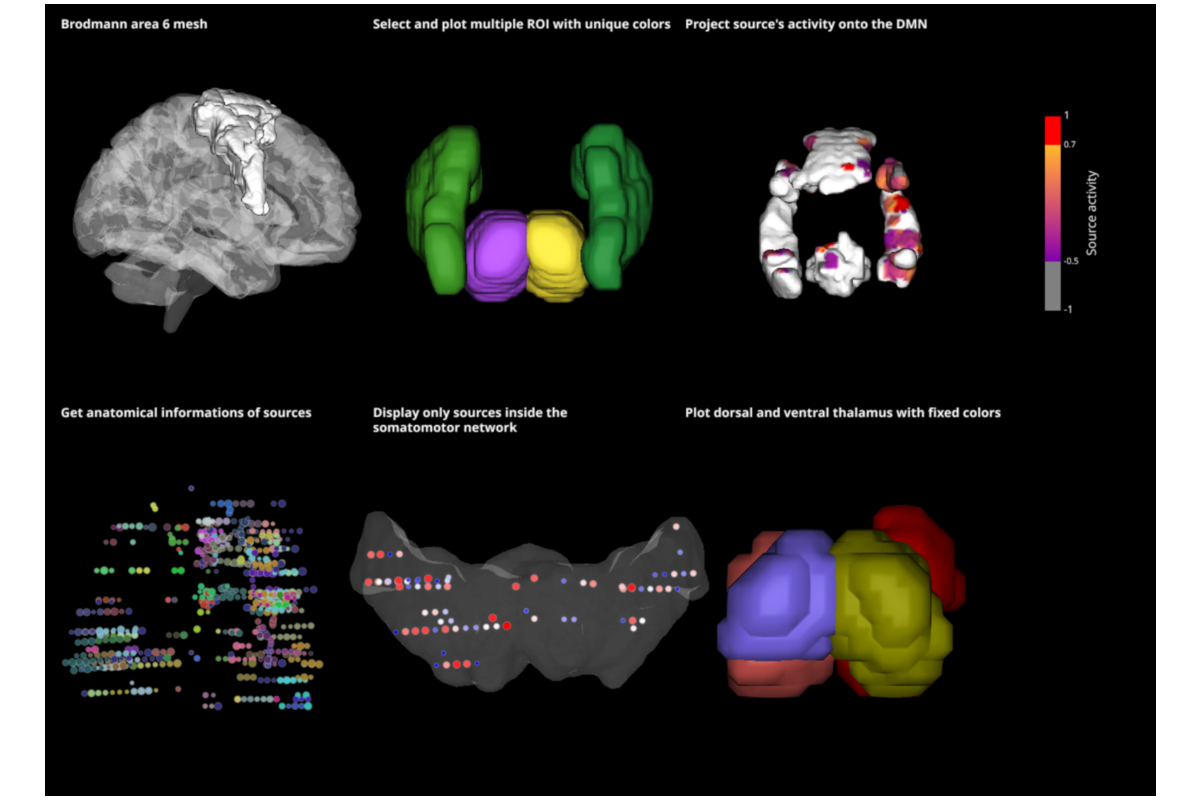 Brodmann area 6 mesh
Select and plot multiple ROI with unique colors
Project source's activity onto the DMN
1
0.7
Source activity
-0.5
-1
Get anatomical informations of sources
Display only sources inside the
somatomotor network
Plot dorsal and ventral thalamus with fixed colors